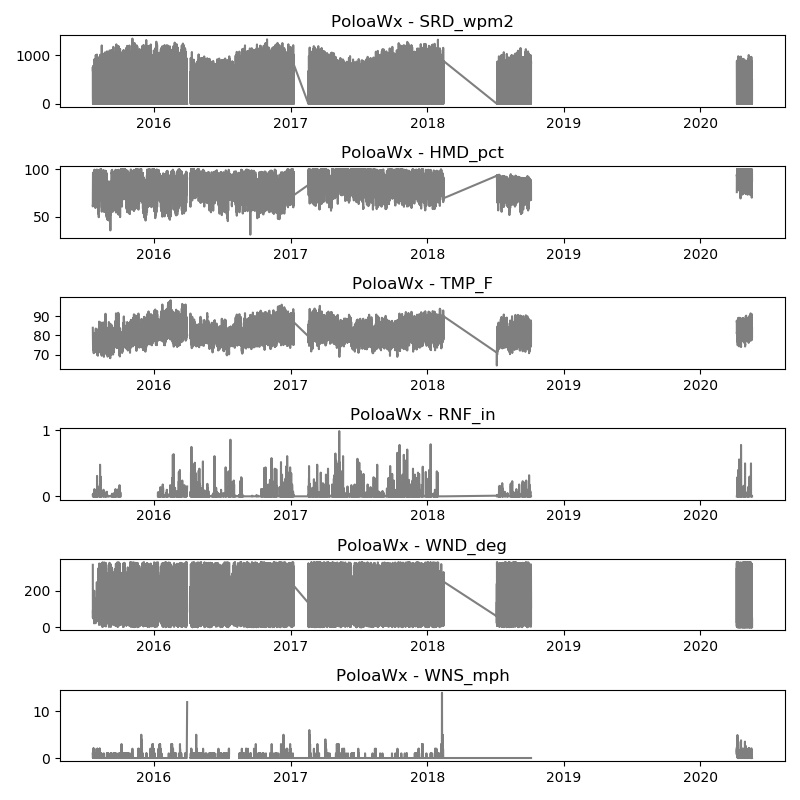 PoloaWx - SRD_wpm2
1000
0
2016 2017 2018 2019 2020
PoloaWx - HMD_pct
100
50
2016 2017 2018 2019 2020
PoloaWx - TMP_F
90
80
70
2016 2017 2018 2019 2020
PoloaWx - RNF_in
1
0
2016 2017 2018 2019 2020
PoloaWx - WND_deg
200
0
2016 2017 2018 2019 2020
PoloaWx - WNS_mph
10
0
2016 2017 2018 2019 2020